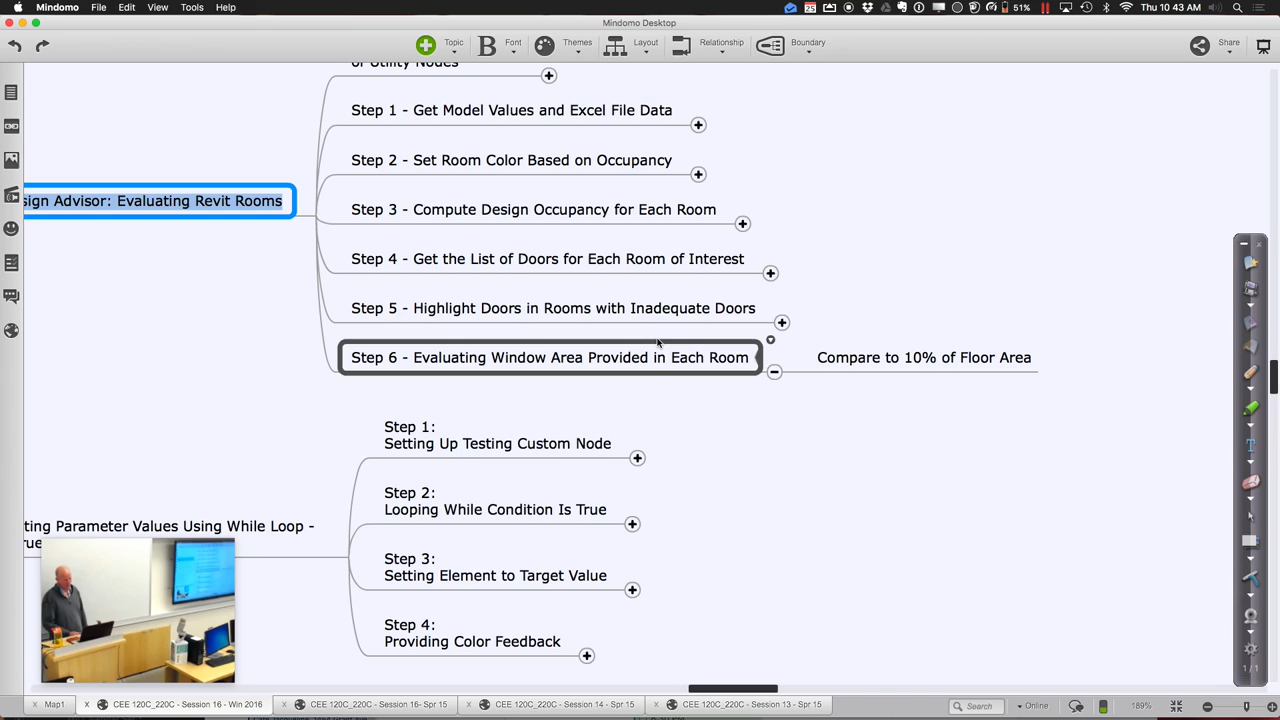 Mindomo File Edit View Tools Help
51% Thu 10:43 AM
Mindomo Desktop
Topic Font Themes Layout Relationship Boundary Share
of Utility Nodes
Step 1 - Get Model Values and Excel File Data
Step 2 - Set Room Color Based on Occupancy
sign Advisor: Evaluating Revit Rooms
Step 3 - Compute Design Occupancy for Each Room
Step 4 - Get the List of Doors for Each Room of Interest
Step 5 - Highlight Doors in Rooms with Inadequate Doors
Step 6 - Evaluating Window Area Provided in Each Room
Compare to 10% of Floor Area
Step 1:
Setting Up Testing Custom Node
Step 2:
Looping While Condition Is True
ting Parameter Values Using While Loop -
rue
Step 3:
Setting Element to Target Value
Step 4:
Providing Color Feedback
1/1
Map1 CEE 120C_220C - Session 16 - Win 2016 CEE 120C_220C - Session 16- Spr 15 CEE 120C_220C - Session 14 - Spr 15 CEE 120C_220C - Session 13 - Spr 15 Search Online 189%